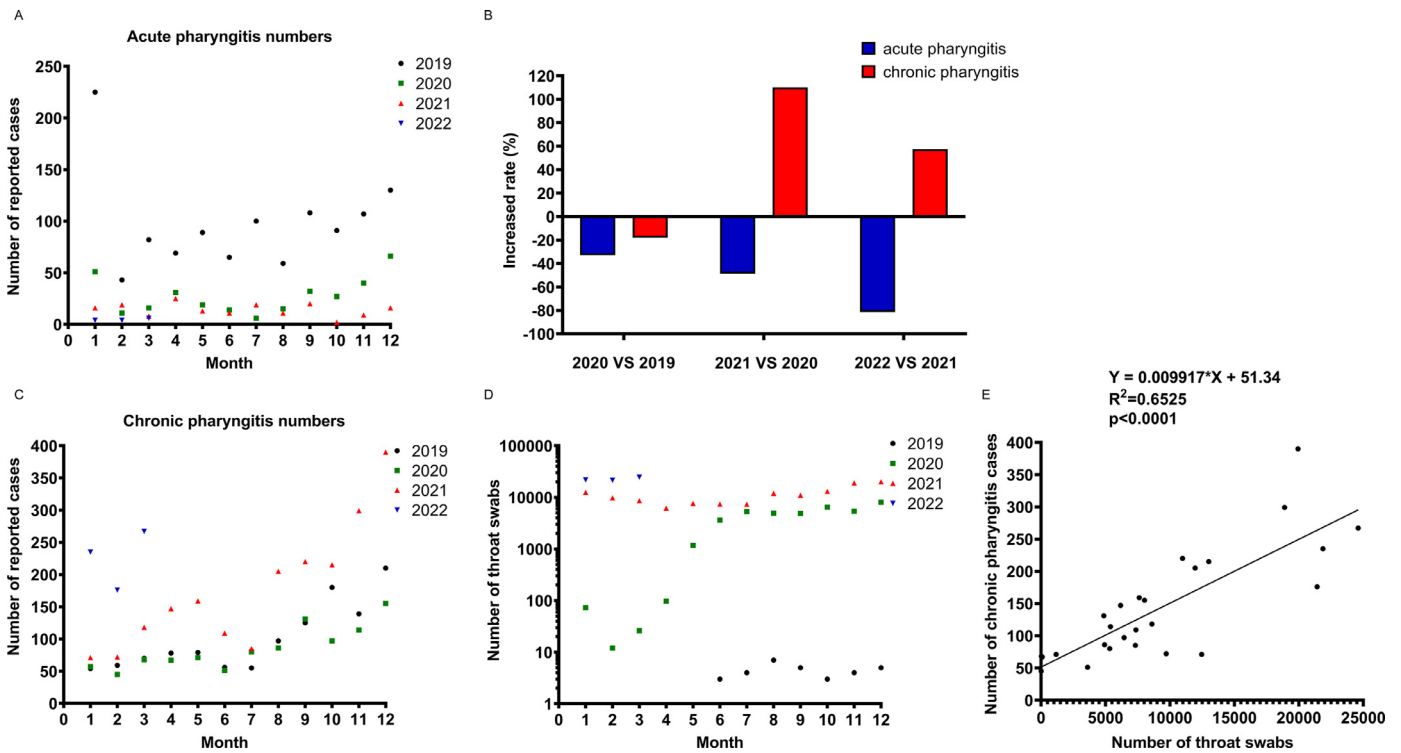 A
Acute pharyngitis numbers
Number of reported cases
250
200
150
100
50
0
0 1 2 3 4 5 6 7 8 9 10 11 12
Month
2019
2020
2021
2022
B
acute pharyngitis
chronic pharyngitis
Increased rate (%)
120
100
80
60
40
20
0
-20
-40
-60
-80
-100
2020 VS 2019 2021 VS 2020 2022 VS 2021
C
Chronic pharyngitis numbers
Number of reported cases
400
350
300
250
200
150
100
50
0
0 1 2 3 4 5 6 7 8 9 10 11 12
Month
2019
2020
2021
2022
D
Number of throat swabs
100000
10000
1000
100
10
1
0 1 2 3 4 5 6 7 8 9 10 11 12
Month
2019
2020
2021
2022
E
Y = 0.009917*X + 51.34
R2=0.6525
p<0.0001
Number of chronic pharyngitis cases
400
350
300
250
200
150
100
50
0
0 5000 10000 15000 20000 25000
Number of throat swabs